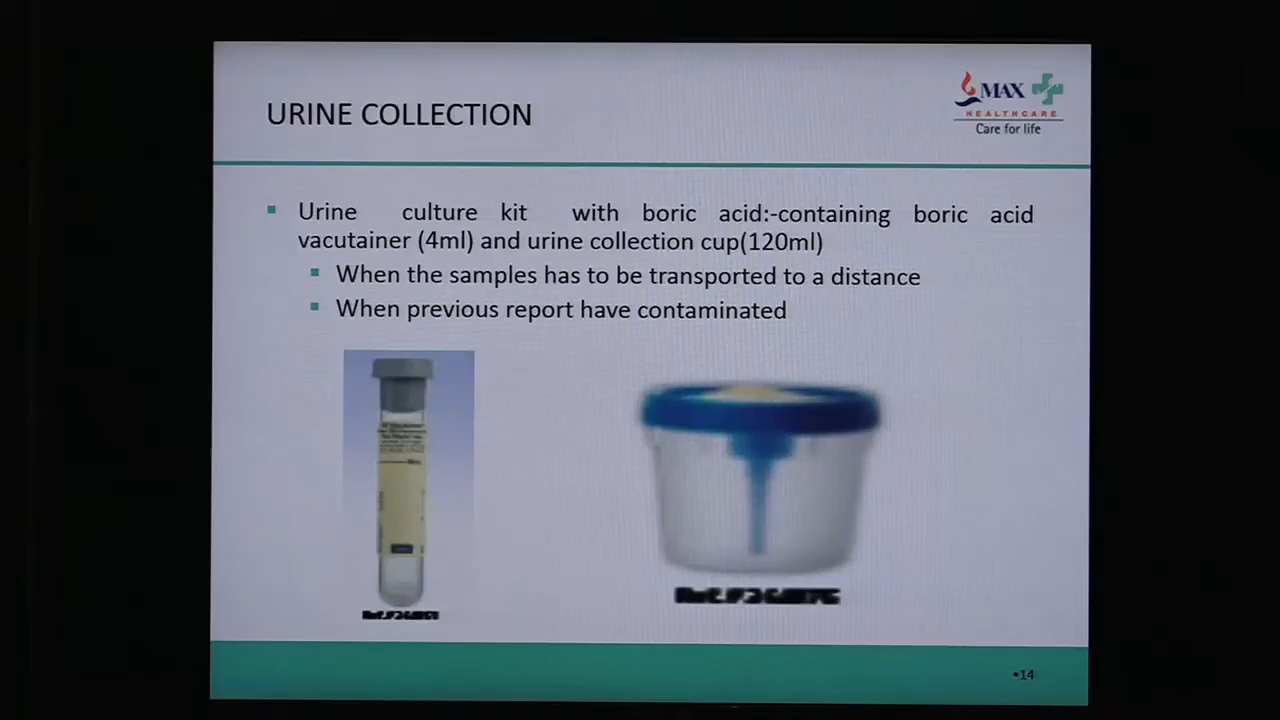 URINE COLLECTION
MAX
HEALTHCARE
Care for life
Urine culture kit with boric acid:-containing boric acid
vacutainer (4ml) and urine collection cup(120ml)
When the samples has to be transported to a distance
When previous report have contaminated
•14